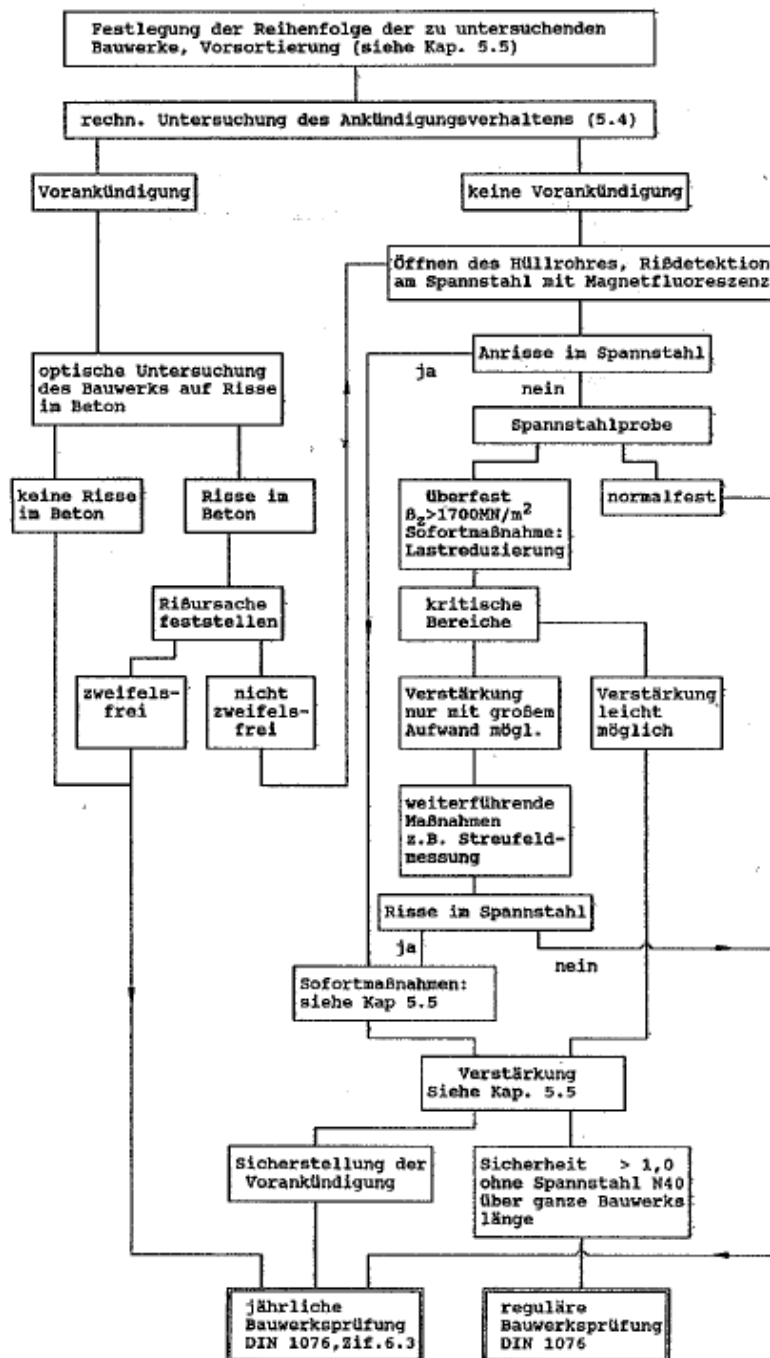 Festlegung der Reihenfolge der zu untersuchenden
Bauwerke, Vorsortierung (siehe Kap. 5.5)
rechn. Untersuchung des Ankündigungsverhaltens (5.4)
Vorankündigung
keine Vorankündigung
Öffnen des Hüllrohres, Rißdetektion
am Spannstahl mit Magnetfluoreszenz
Anrisse im Spannstahl
ja
nein
optische Untersuchung
des Bauwerks auf Risse
im Beton
Spannstahlprobe
keine Risse
im Beton
Risse im
Beton
überfest
ßz>1700MN/m²
Sofortmaßnahme:
Lastreduzierung
normalfest
Rißursache
feststellen
kritische
Bereiche
zweifels-
frei
nicht
zweifels-
frei
Verstärkung
nur mit großem
Aufwand mögl.
Verstärkung
leicht
möglich
weiterführende
Maßnahmen
z.B. Streufeld-
messung
Risse im Spannstahl
ja
nein
Sofortmaßnahmen:
siehe Kap 5.5
Verstärkung
Siehe Kap. 5.5
Sicherstellung der
Vorankündigung
Sicherheit > 1,0
ohne Spannstahl N40
über ganze Bauwerks
länge
jährliche
Bauwerksprüfung
DIN 1076,Zif.6.3
reguläre
Bauwerksprüfung
DIN 1076